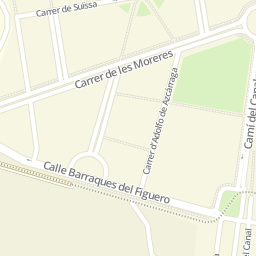 Carrer de Suïssa
Carrer de les Moreres
Carrer d'Adolfo de Azcárraga
Camí del Canal
Calle Barraques del Figuero
del Canal